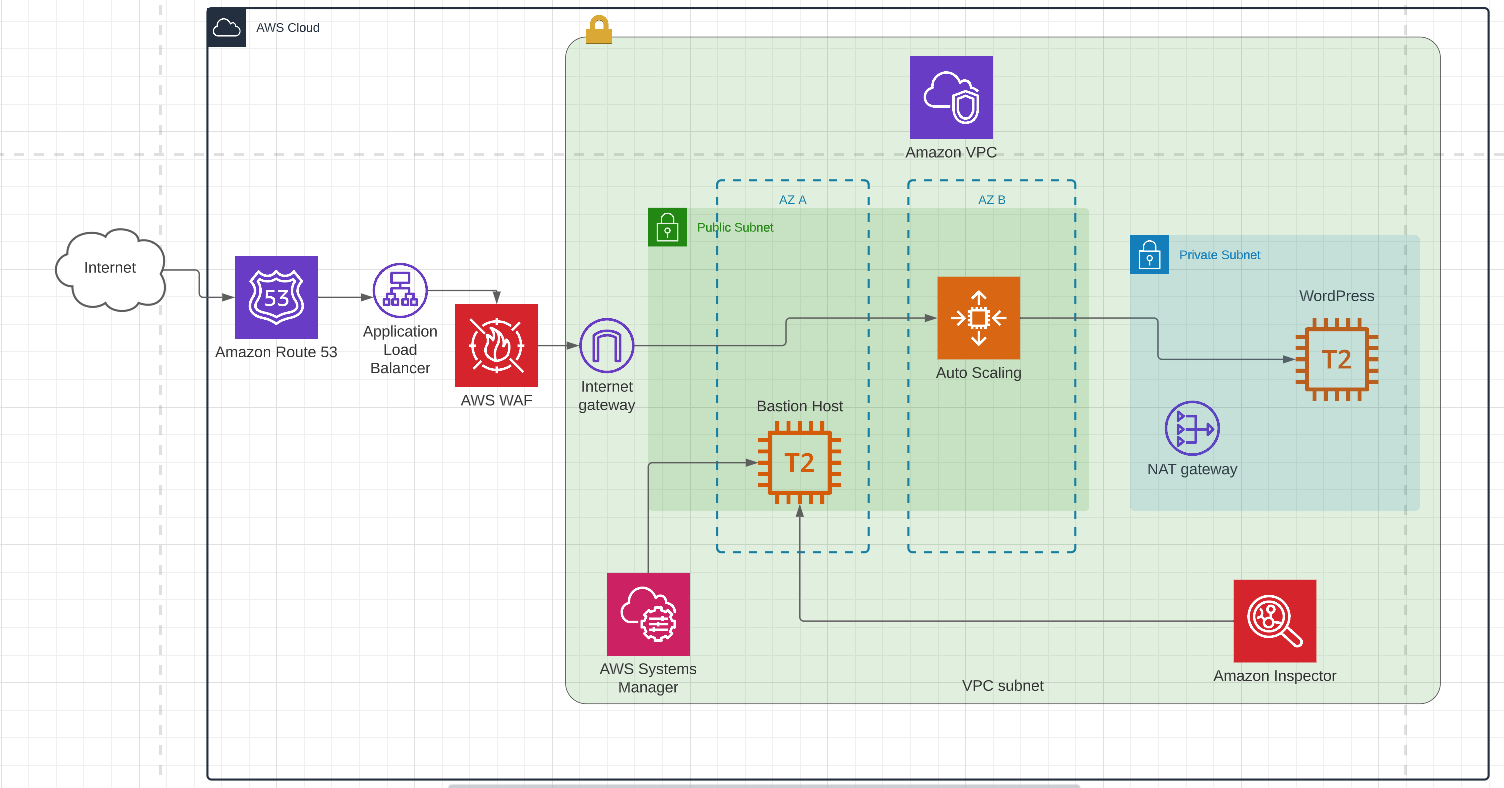 AWS Cloud
Amazon VPC
AZ A
AZ B
Public Subnet
Private Subnet
Internet
53
Amazon Route 53
Application
Load
Balancer
AWS WAF
Internet
gateway
Auto Scaling
WordPress
T2
Bastion Host
T2
NAT gateway
AWS Systems
Manager
Amazon Inspector
VPC subnet